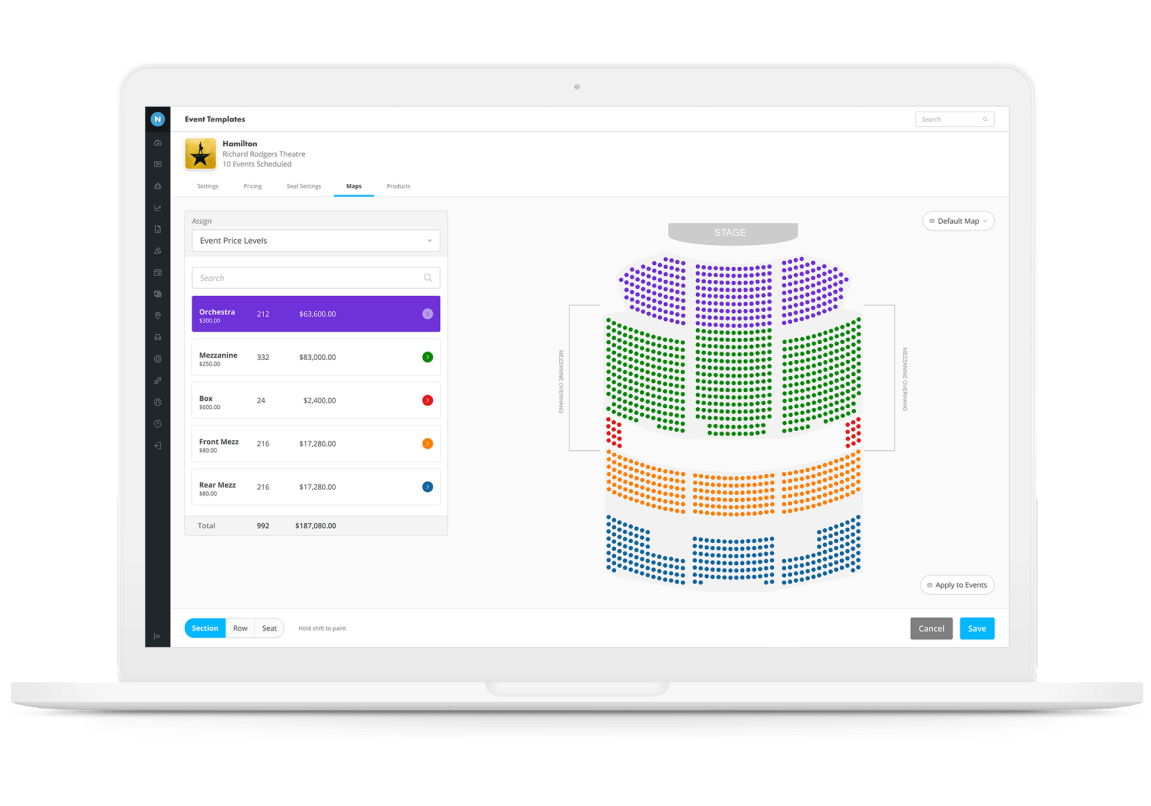 N
Event Templates
Search
Hamilton
Richard Rodgers Theatre
10 Events Scheduled
Settings Pricing Seat Settings Maps Products
Assign
Event Price Levels
Search
Orchestra 212 $63,600.00
$300.00
Mezzanine 332 $83,000.00
$250.00
Box 24 $2,400.00
$600.00
Front Mezz 216 $17,280.00
$80.00
Rear Mezz 216 $17,280.00
$80.00
Total 992 $187,080.00
Default Map
STAGE
MEZZANINE OVERHANG
MEZZANINE OVERHANG
Apply to Events
Section Row Seat Hold shift to paint
Cancel Save